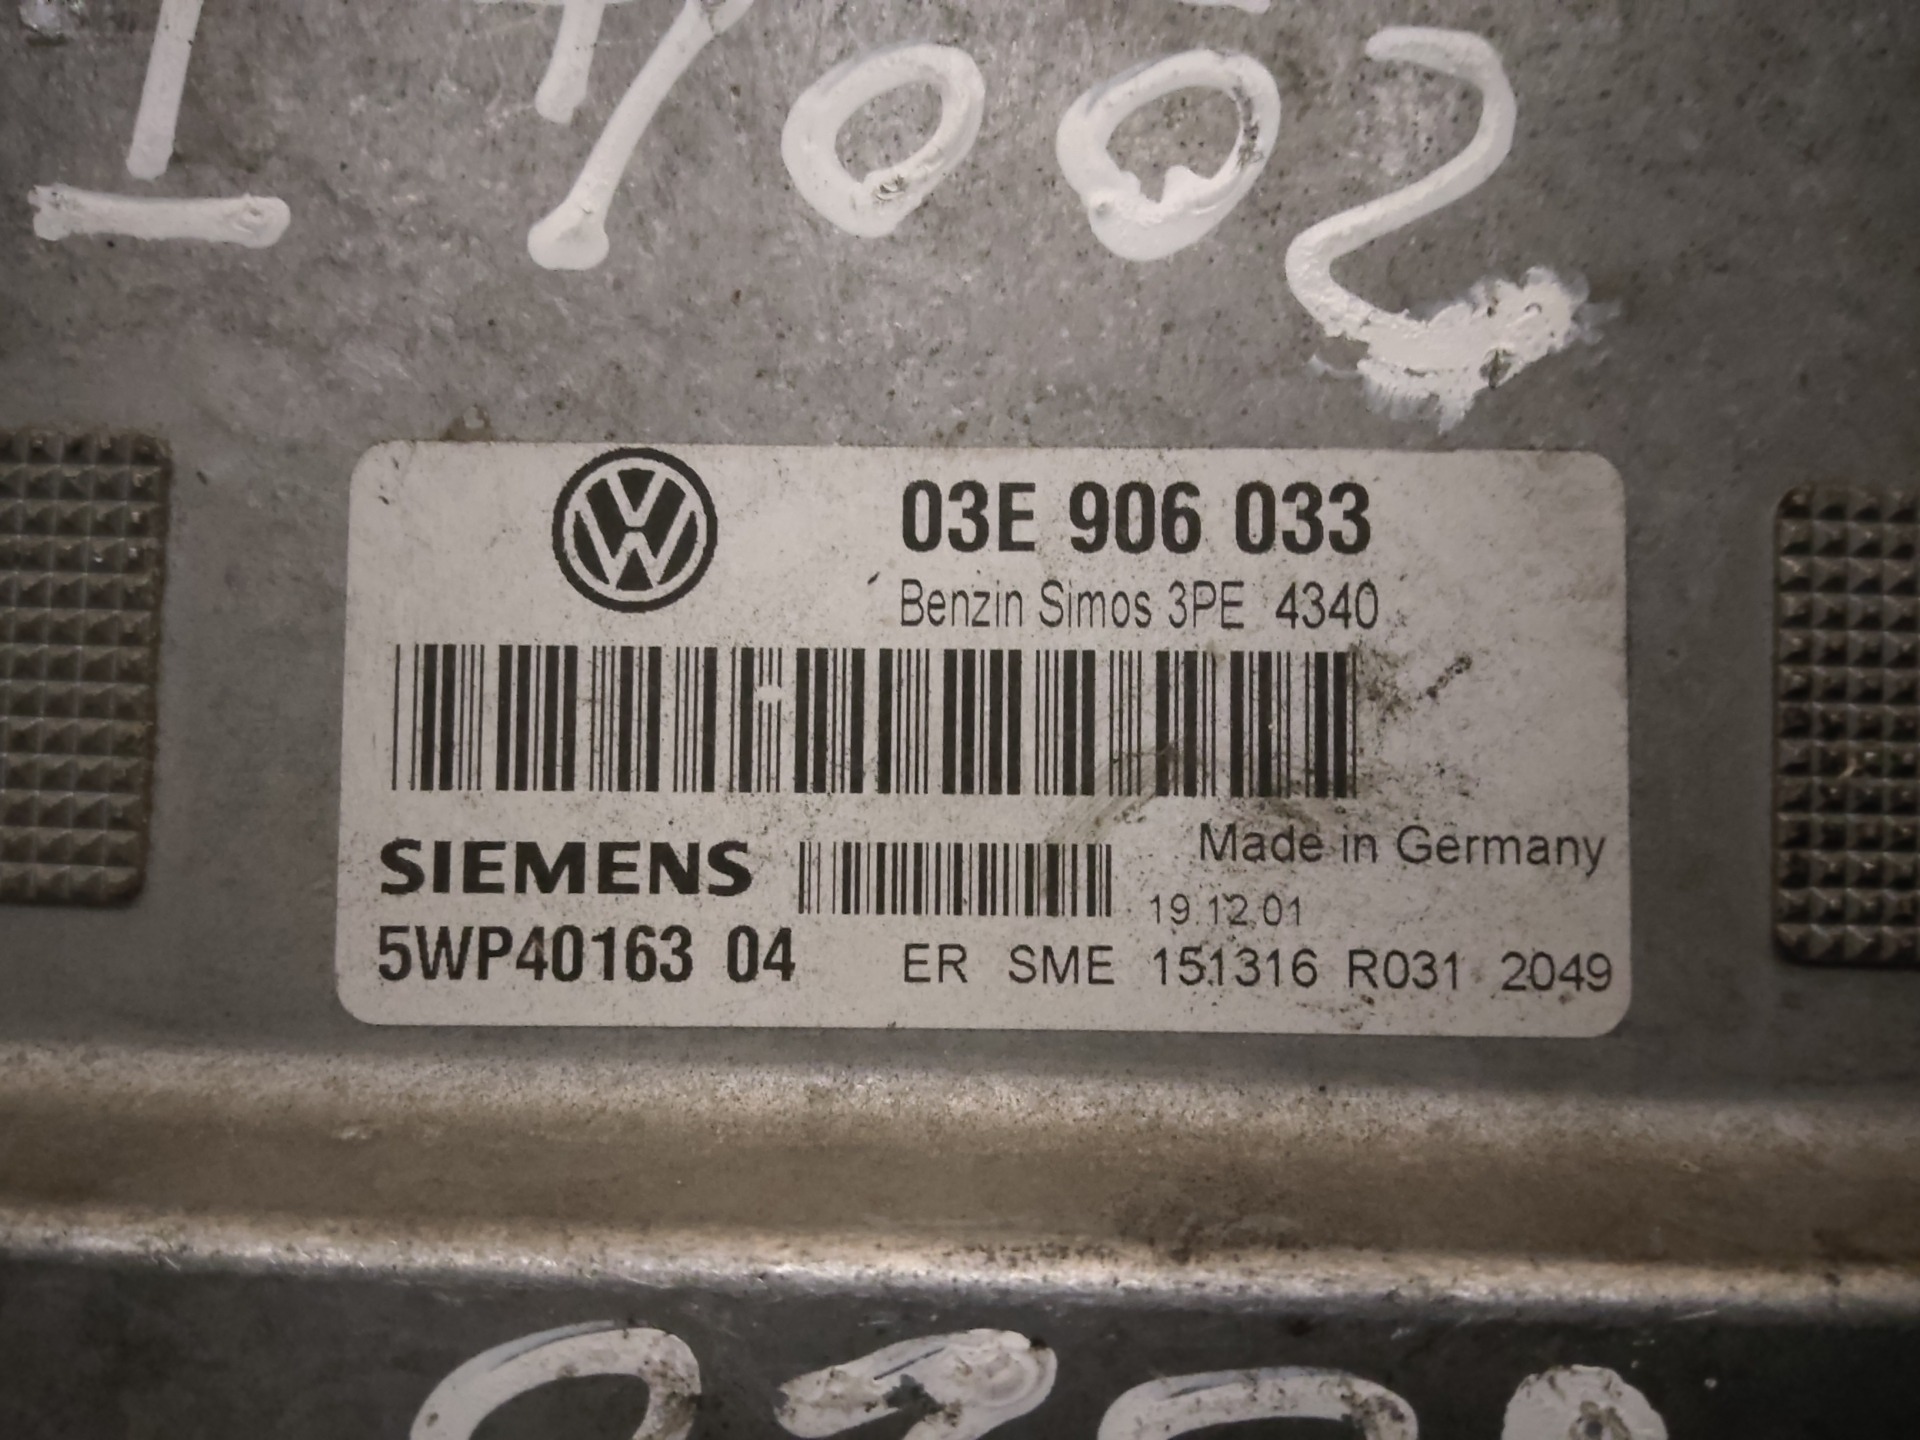 002
03E 906 033
Benzin Simos 3PE 4340
SIEMENS
Made in Germany
19.12.01
5WP40163 04
ER SME 151316 R031 2049